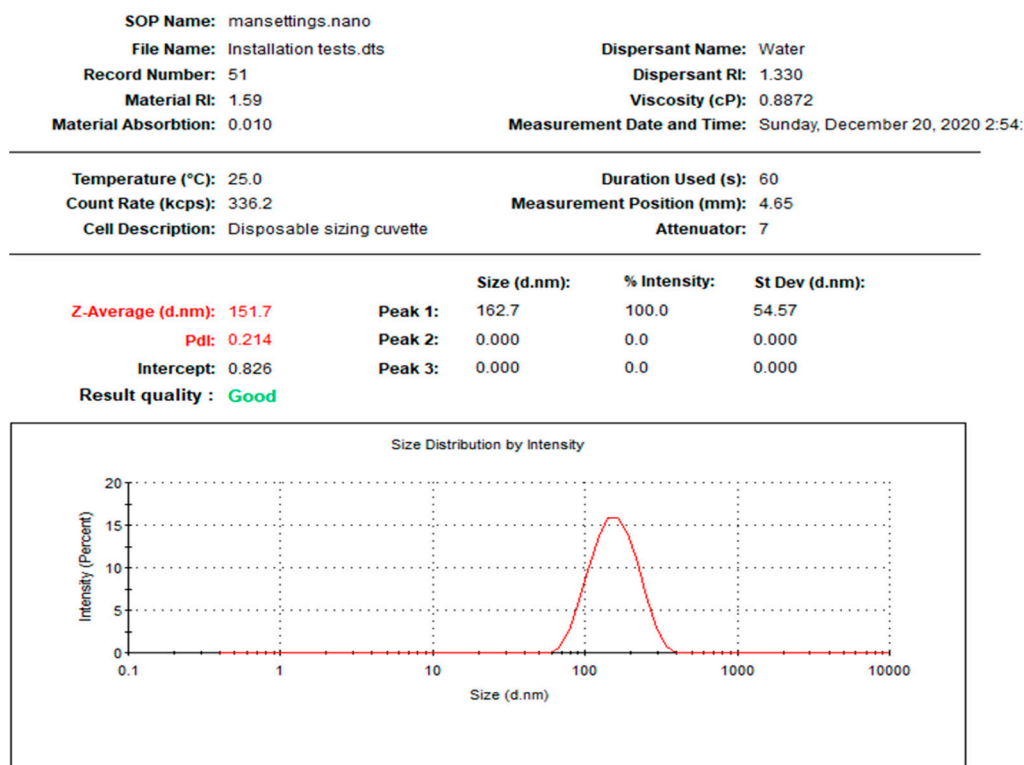 SOP Name: mansettings.nano
File Name: Installation tests.dts Dispersant Name: Water
Record Number: 51 Dispersant RI: 1.330
Material RI: 1.59 Viscosity (cP): 0.8872
Material Absorbtion: 0.010 Measurement Date and Time: Sunday, December 20, 2020 2:54:
Temperature (°C): 25.0 Duration Used (s): 60
Count Rate (kcps): 336.2 Measurement Position (mm): 4.65
Cell Description: Disposable sizing cuvette Attenuator: 7
Size (d.nm): % Intensity: St Dev (d.nm):
Z-Average (d.nm): 151.7 Peak 1: 162.7 100.0 54.57
PdI: 0.214 Peak 2: 0.000 0.0 0.000
Intercept: 0.826 Peak 3: 0.000 0.0 0.000
Result quality : Good
Size Distribution by Intensity
Intensity (Percent)
20
15
10
5
0
0.1 1 10 100 1000 10000
Size (d.nm)